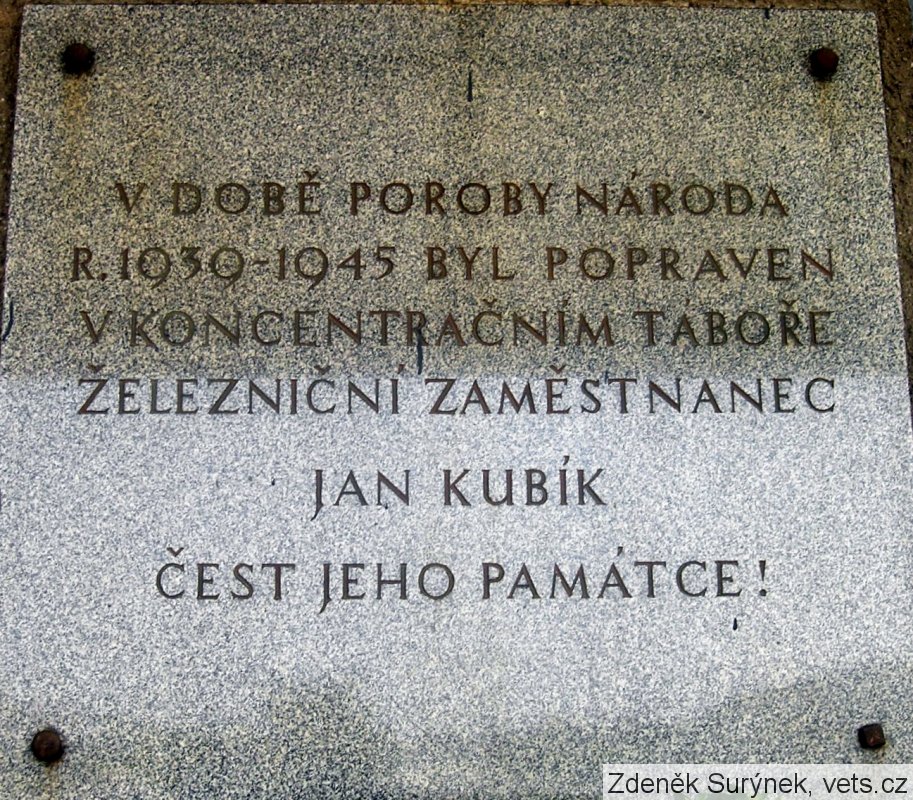 V DOBĚ POROBY NÁRODA
R. 1939-1945 BYL POPRAVEN
V KONCENTRAČNÍM TÁBOŘE
ŽELEZNIČNÍ ZAMĚSTNANEC
JAN KUBÍK
ČEST JEHO PAMÁTCE!
Zdeněk Surýnek, vets.cz